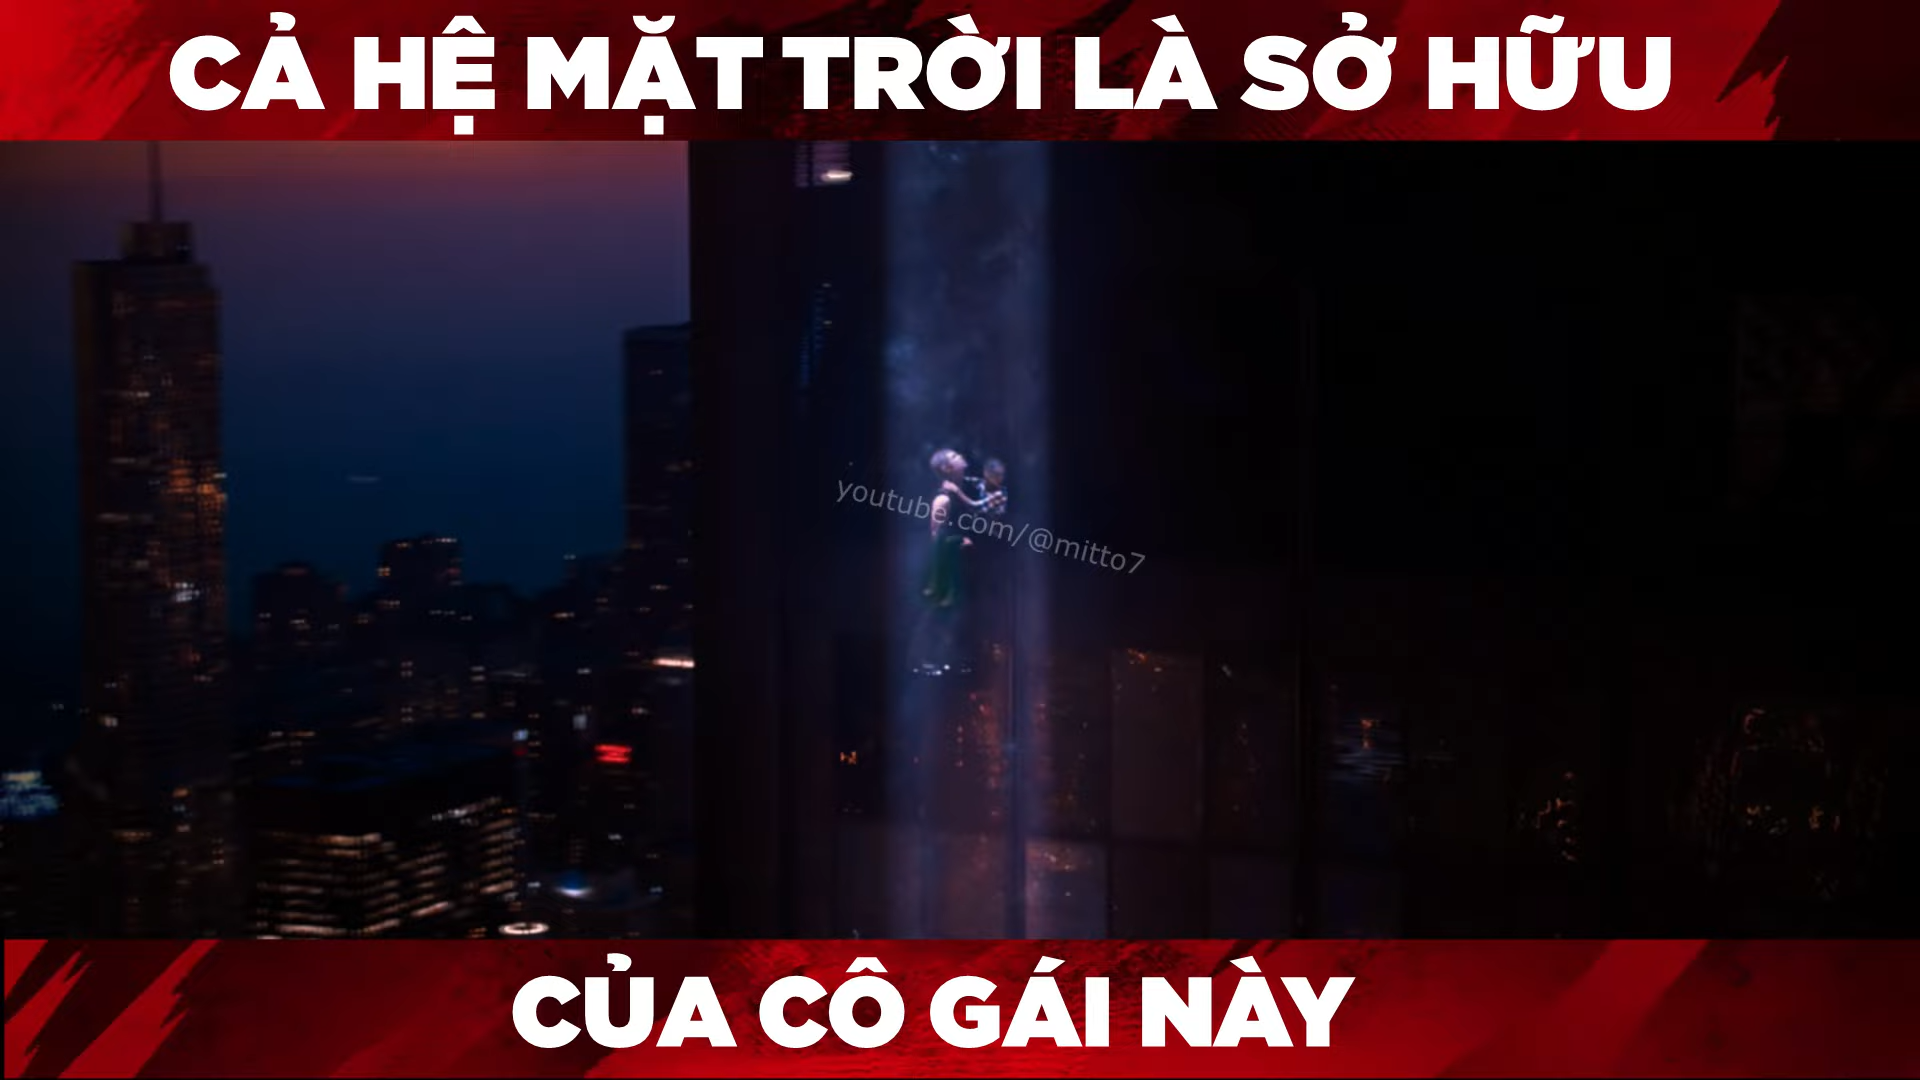 CẢ HỆ MẶT TRỜI LÀ SỞ HỮU
youtube.com/@mitto7
CỦA CÔ GÁI NÀY